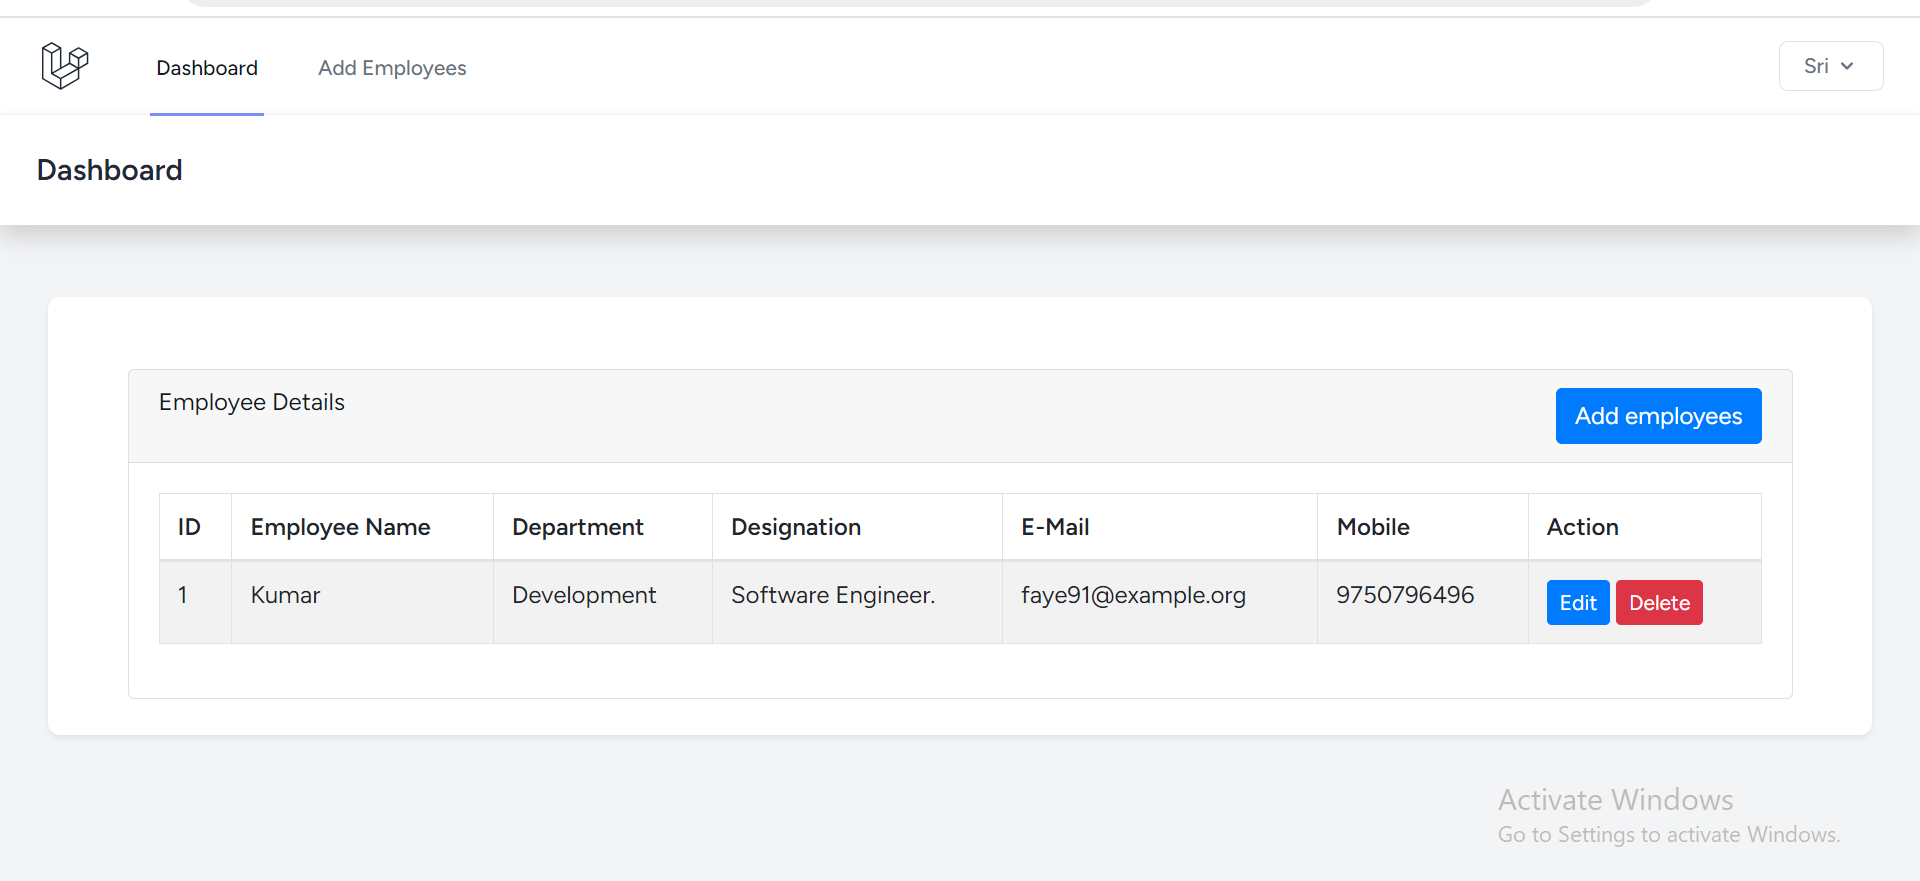 Dashboard Add Employees Sri
Dashboard
Employee Details Add employees
ID Employee Name Department Designation E-Mail Mobile Action
1 Kumar Development Software Engineer. faye91@example.org 9750796496 Edit Delete
Activate Windows
Go to Settings to activate Windows.